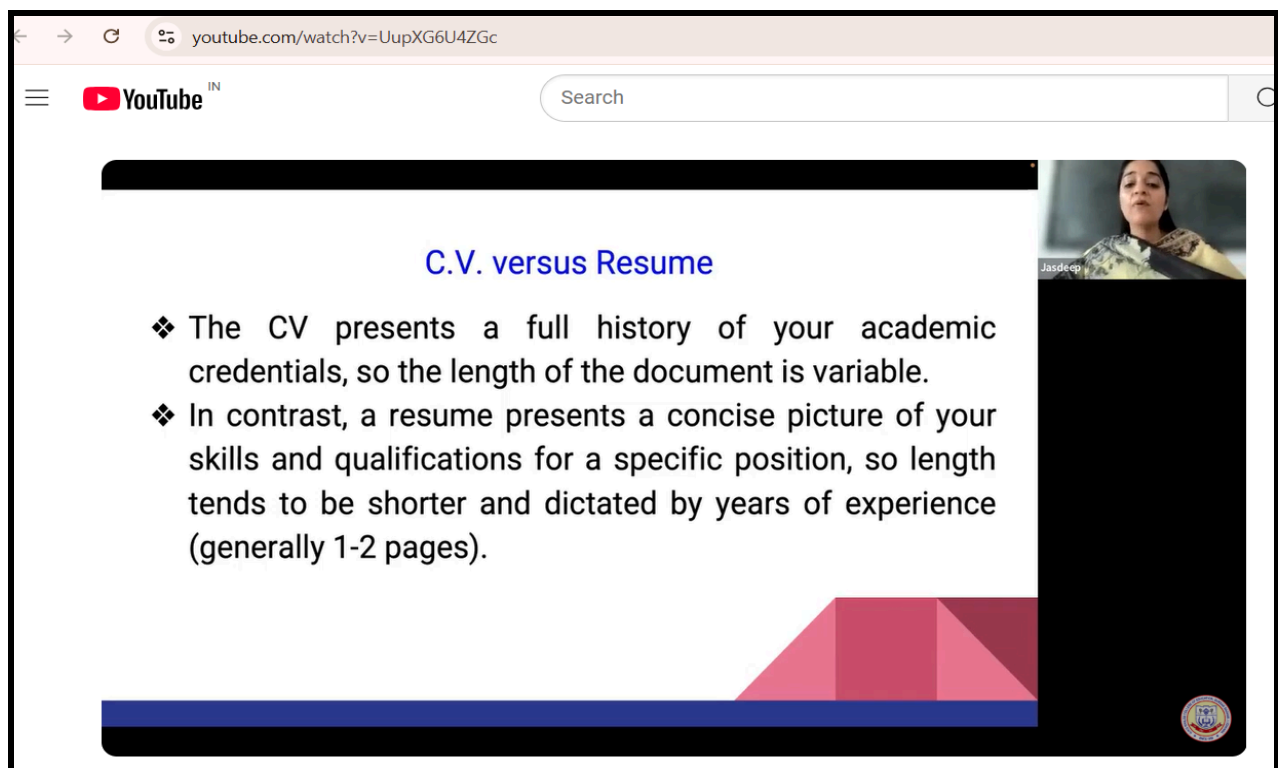 youtube.com/watch?v=UupXG6U4ZGc
YouTube IN
Search
C.V. versus Resume
Jasdeep
❖ The CV presents a full history of your academic
credentials, so the length of the document is variable.
❖ In contrast, a resume presents a concise picture of your
skills and qualifications for a specific position, so length
tends to be shorter and dictated by years of experience
(generally 1-2 pages).